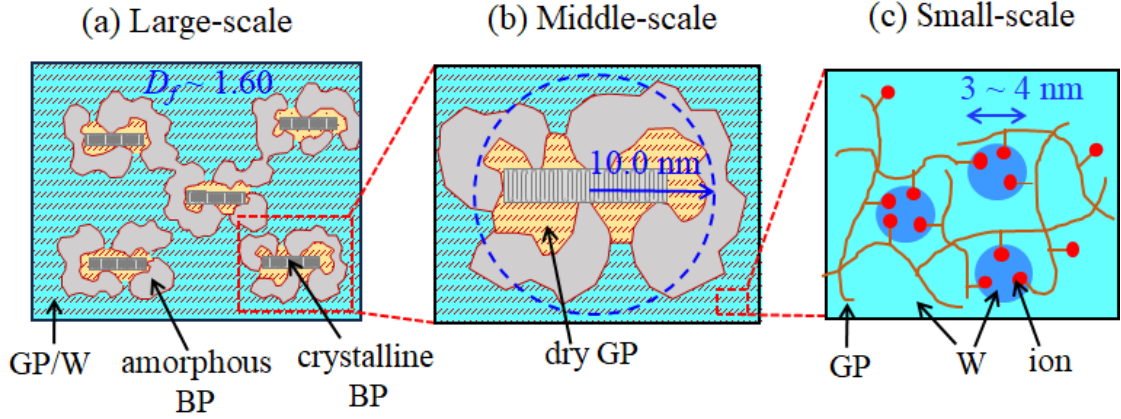 (a) Large-scale
(b) Middle-scale
(c) Small-scale
D_f ~ 1.60
10.0 nm
3 ~ 4 nm
GP/W
amorphous
BP
crystalline
BP
dry GP
GP
W
ion